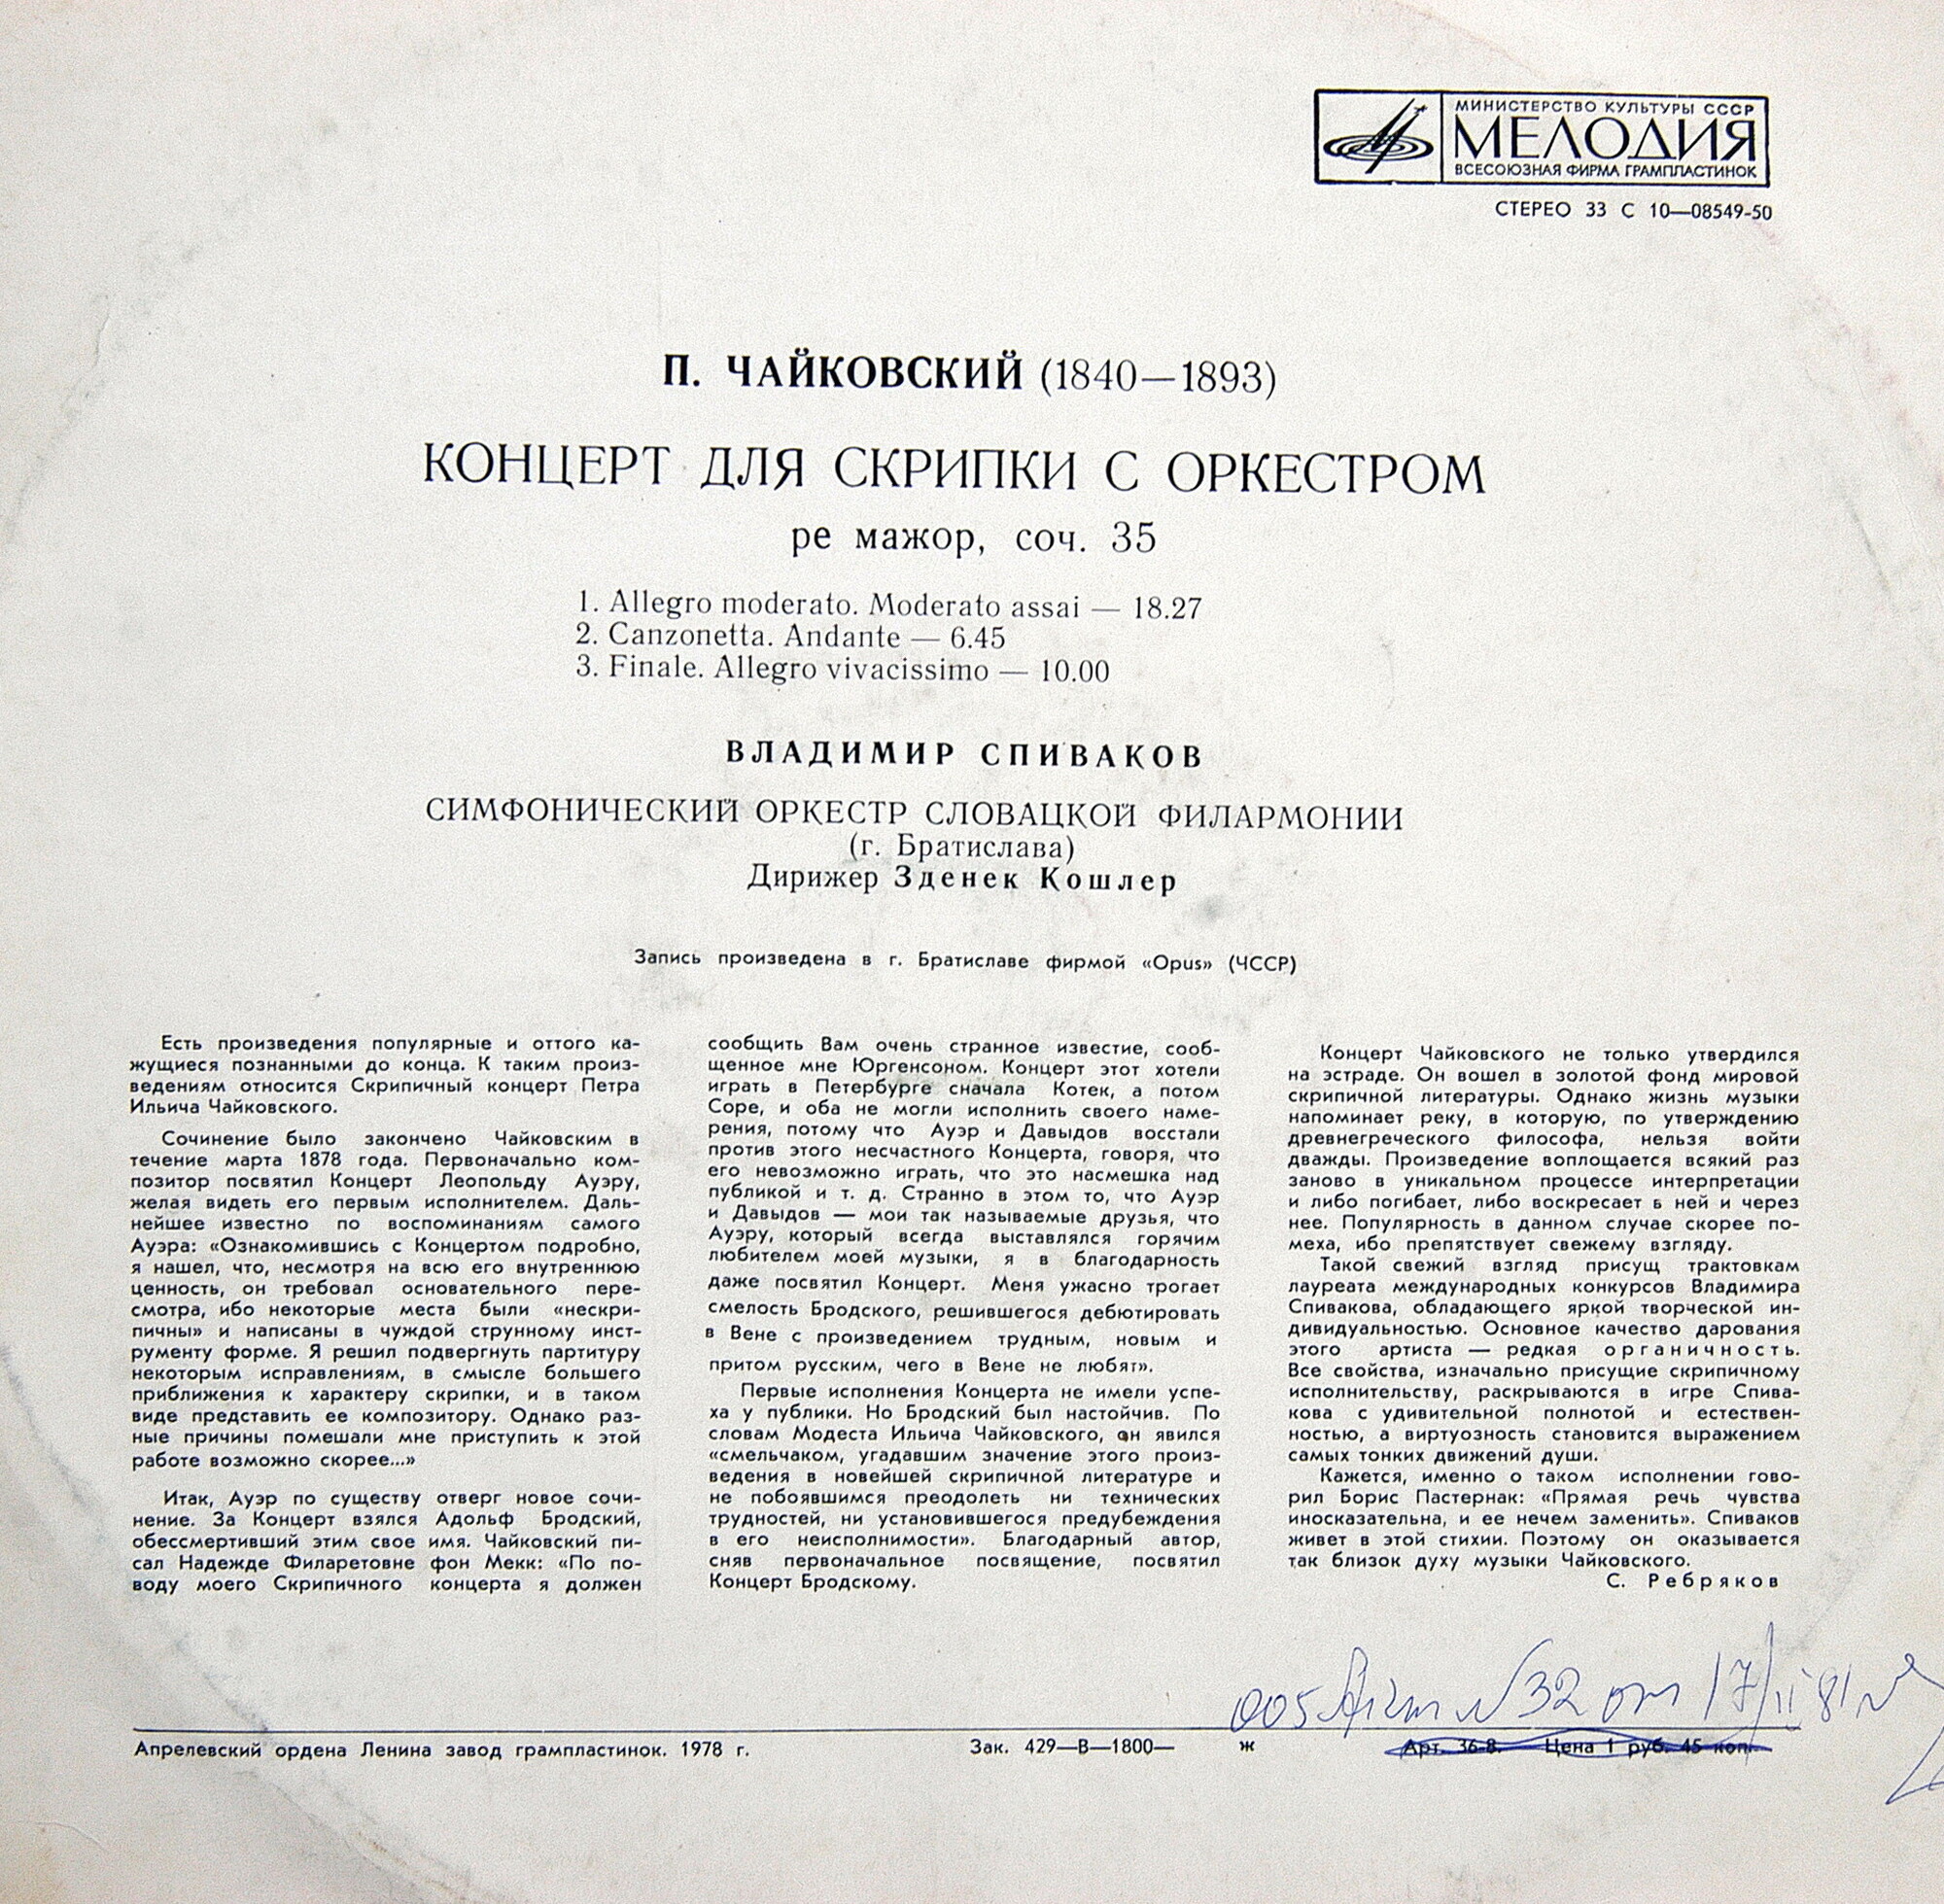 МИНИСТЕРСТВО КУЛЬТУРЫ СССР
МЕЛОДИЯ
ВСЕСОЮЗНАЯ ФИРМА ГРАМПЛАСТИНОК
СТЕРЕО 33 С 10—08549-50
П. ЧАЙКОВСКИЙ (1840—1893)
КОНЦЕРТ ДЛЯ СКРИПКИ С ОРКЕСТРОМ
ре мажор, соч. 35
1. Allegro moderato. Moderato assai — 18.27
2. Canzonetta. Andante — 6.45
3. Finale. Allegro vivacissimo — 10.00
ВЛАДИМИР СПИВАКОВ
СИМФОНИЧЕСКИЙ ОРКЕСТР СЛОВАЦКОЙ ФИЛАРМОНИИ
(г. Братислава)
Дирижер Зденек Кошлер
Запись произведена в г. Братиславе фирмой «Opus» (ЧССР)
Есть произведения популярные и оттого ка-
жущиеся познанными до конца. К таким произ-
ведениям относится Скрипичный концерт Петра
Ильича Чайковского.
Сочинение было закончено Чайковским в
течение марта 1878 года. Первоначально ком-
позитор посвятил Концерт Леопольду Ауэру,
желая видеть его первым исполнителем. Даль-
нейшее известно по воспоминаниям самого
Ауэра: «Ознакомившись с Концертом подробно,
я нашел, что, несмотря на всю его внутреннюю
ценность, он требовал основательного пере-
смотра, ибо некоторые места были «нескри-
пичны» и написаны в чуждой струнному инст-
рументу форме. Я решил подвергнуть партитуру
некоторым исправлениям, в смысле большего
приближения к характеру скрипки, и в таком
виде представить ее композитору. Однако раз-
ные причины помешали мне приступить к этой
работе возможно скорее...»
Итак, Ауэр по существу отверг новое сочи-
нение. За Концерт взялся Адольф Бродский,
обессмертивший этим свое имя. Чайковский пи-
сал Надежде Филаретовне фон Мекк: «По по-
воду моего Скрипичного концерта я должен
сообщить Вам очень странное известие, сооб-
щенное мне Юргенсоном. Концерт этот хотели
играть в Петербурге сначала Котек, а потом
Соре, и оба не могли исполнить своего наме-
рения, потому что Ауэр и Давыдов восстали
против этого несчастного Концерта, говоря, что
его невозможно играть, что это насмешка над
публикой и т. д. Странно в этом то, что Ауэр
и Давыдов — мои так называемые друзья, что
Ауэру, который всегда выставлялся горячим
любителем моей музыки, я в благодарность
даже посвятил Концерт. Меня ужасно трогает
смелость Бродского, решившегося дебютировать
в Вене с произведением трудным, новым и
притом русским, чего в Вене не любят».
Первые исполнения Концерта не имели успе-
ха у публики. Но Бродский был настойчив. По
словам Модеста Ильича Чайковского, он явился
«смельчаком, угадавшим значение этого произ-
ведения в новейшей скрипичной литературе и
не побоявшимся преодолеть ни технических
трудностей, ни установившегося предубеждения
в его неисполнимости». Благодарный автор,
сняв первоначальное посвящение, посвятил
Концерт Бродскому.
Концерт Чайковского не только утвердился
на эстраде. Он вошел в золотой фонд мировой
скрипичной литературы. Однако жизнь музыки
напоминает реку, в которую, по утверждению
древнегреческого философа, нельзя войти
дважды. Произведение воплощается всякий раз
заново в уникальном процессе интерпретации
и либо погибает, либо воскресает в ней и через
нее. Популярность в данном случае скорее по-
меха, ибо препятствует свежему взгляду.
Такой свежий взгляд присущ трактовкам
лауреата международных конкурсов Владимира
Спивакова, обладающего яркой творческой ин-
дивидуальностью. Основное качество дарования
этого артиста — редкая органичность.
Все свойства, изначально присущие скрипичному
исполнительству, раскрываются в игре Спива-
кова с удивительной полнотой и естествен-
ностью, а виртуозность становится выражением
самых тонких движений души.
Кажется, именно о таком исполнении гово-
рил Борис Пастернак: «Прямая речь чувства
иносказательна, и ее нечем заменить». Спиваков
живет в этой стихии. Поэтому он оказывается
так близок духу музыки Чайковского.
С. Ребряков
005 Акт № 32 от 17/II 81
Апрелевский ордена Ленина завод грампластинок. 1978 г.
Зак. 429—В—1800—
ж
Арт. 36-8. Цена 1 руб. 45 коп.